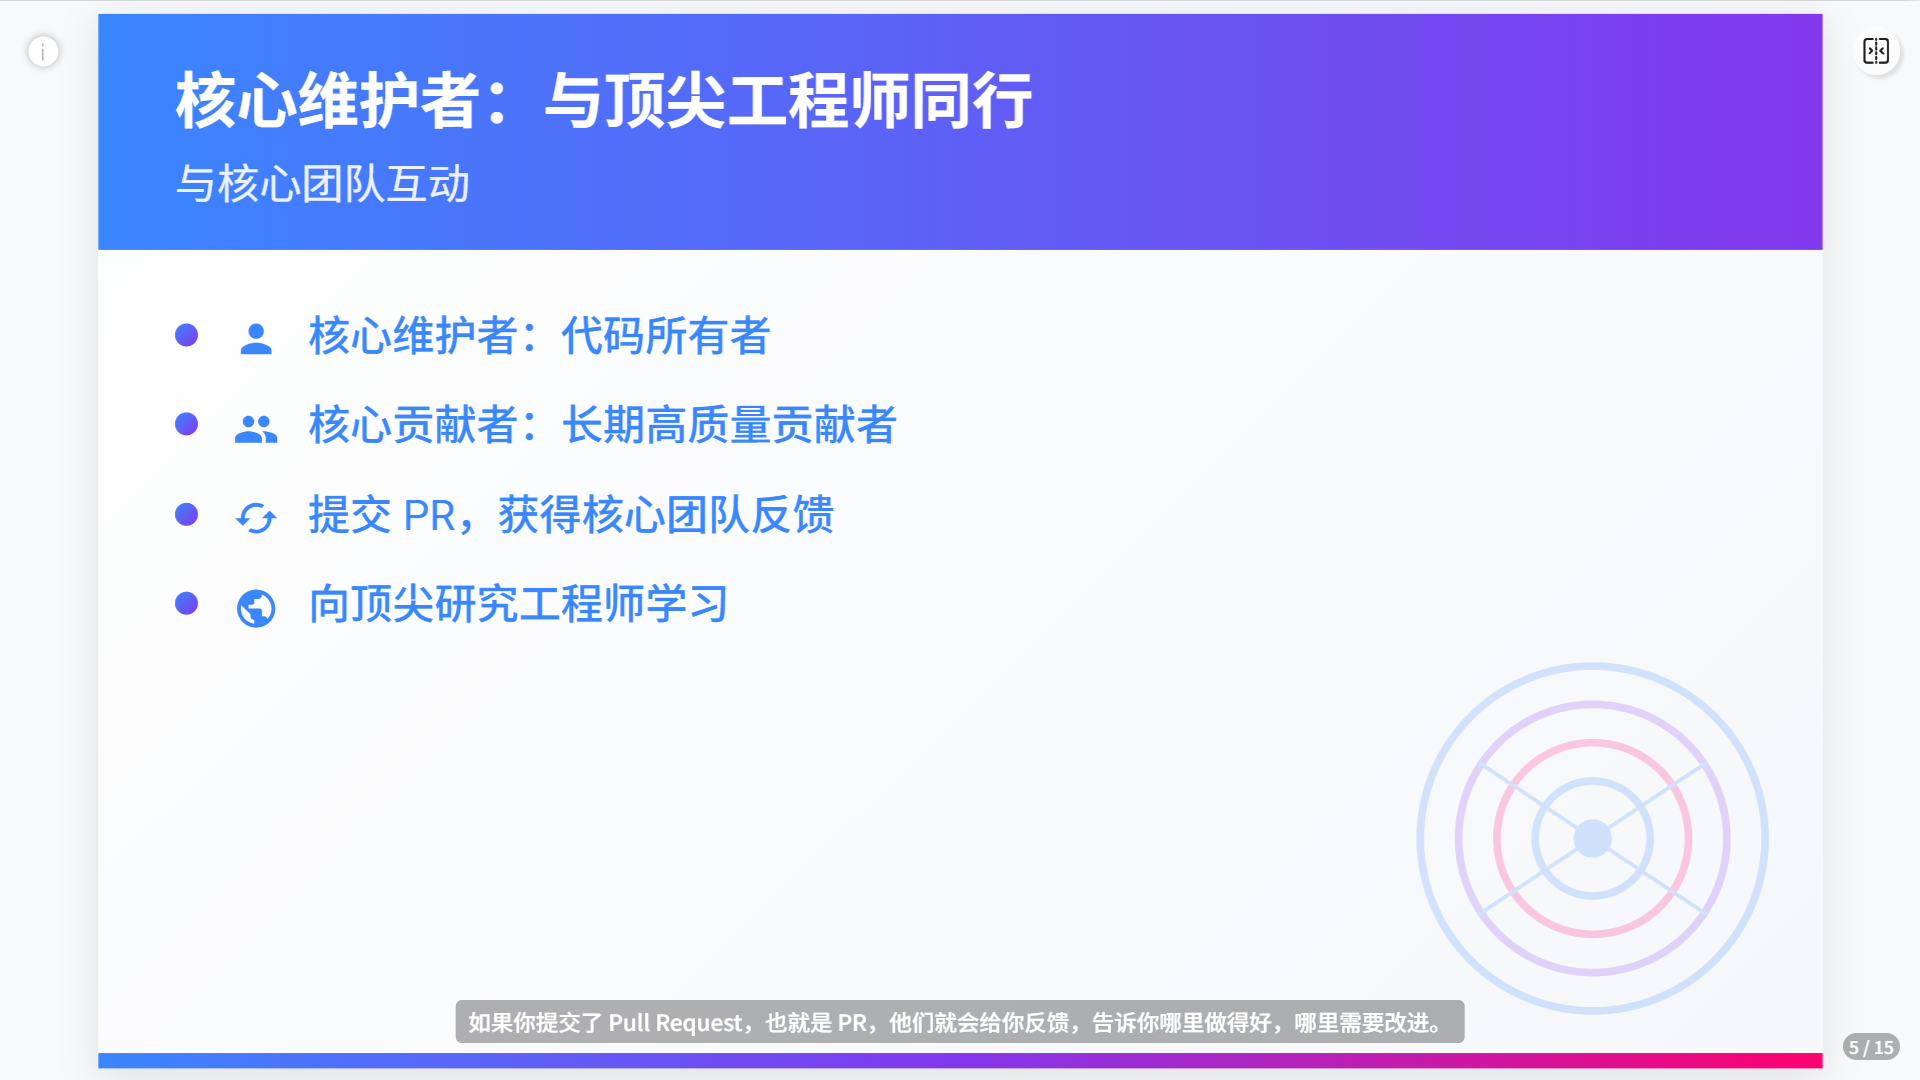 核心维护者：与顶尖工程师同行
与核心团队互动
核心维护者：代码所有者
核心贡献者：长期高质量贡献者
提交 PR，获得核心团队反馈
向顶尖研究工程师学习
如果你提交了 Pull Request，也就是 PR，他们就会给你反馈，告诉你哪里做得好，哪里需要改进。
5 / 15